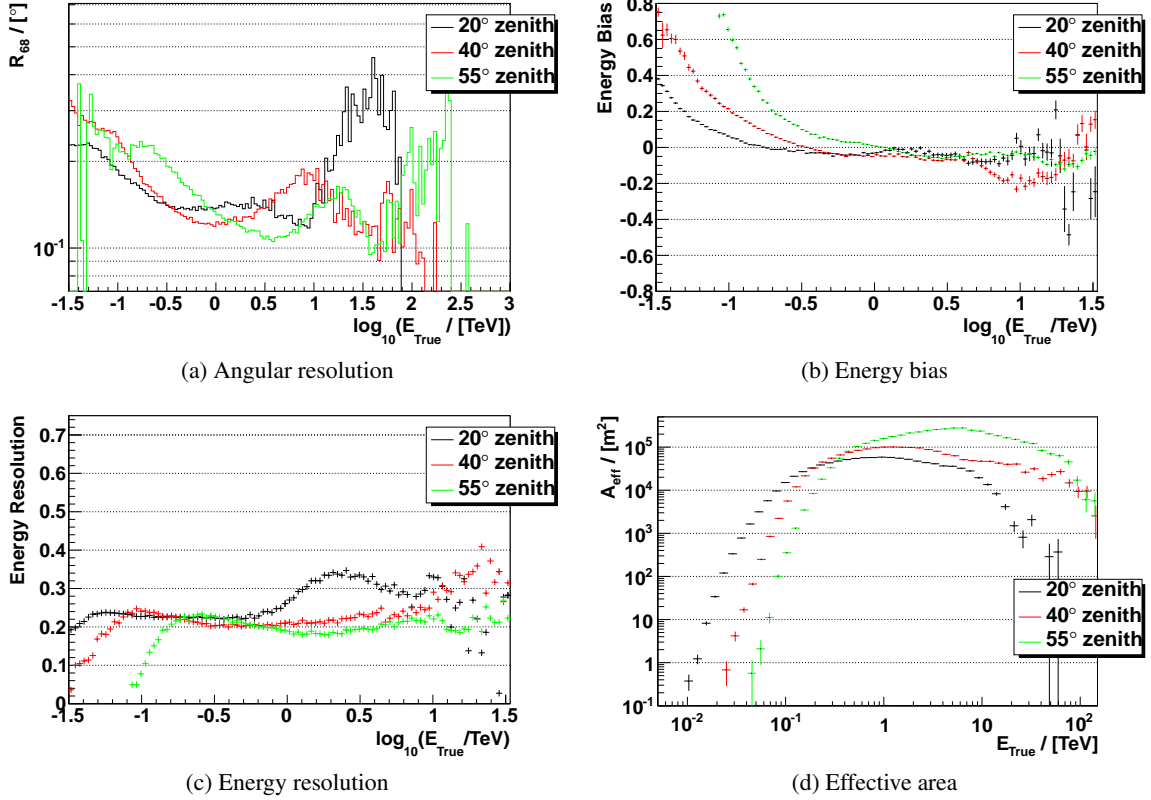 R68 / [°]
20° zenith
40° zenith
55° zenith
10-1
-1.5 -1 -0.5 0 0.5 1 1.5 2 2.5 3
log10(E_True / [TeV])
(a) Angular resolution
Energy Bias
0.8
0.6
0.4
0.2
0
-0.2
-0.4
-0.6
-0.8
20° zenith
40° zenith
55° zenith
-1.5 -1 -0.5 0 0.5 1 1.5
log10(E_True/TeV)
(b) Energy bias
Energy Resolution
0.7
0.6
0.5
0.4
0.3
0.2
0.1
0
20° zenith
40° zenith
55° zenith
-1.5 -1 -0.5 0 0.5 1 1.5
log10(E_True/TeV)
(c) Energy resolution
A_eff / [m2]
105
104
103
102
10
1
10-1
20° zenith
40° zenith
55° zenith
10-2 10-1 1 10 102
E_True / [TeV]
(d) Effective area